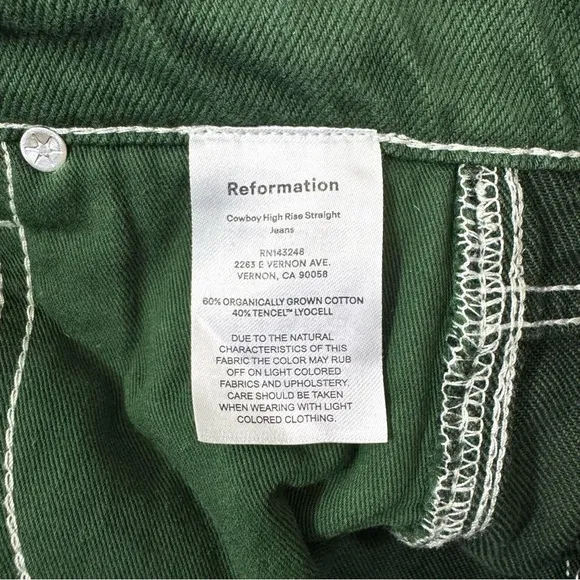 Reformation
Cowboy High Rise Straight
Jeans
RN143248
2263 E VERNON AVE.
VERNON, CA 90058
60% ORGANICALLY GROWN COTTON
40% TENCEL™ LYOCELL
DUE TO THE NATURAL
CHARACTERISTICS OF THIS
FABRIC THE COLOR MAY RUB
OFF ON LIGHT COLORED
FABRICS AND UPHOLSTERY.
CARE SHOULD BE TAKEN
WHEN WEARING WITH LIGHT
COLORED CLOTHING.